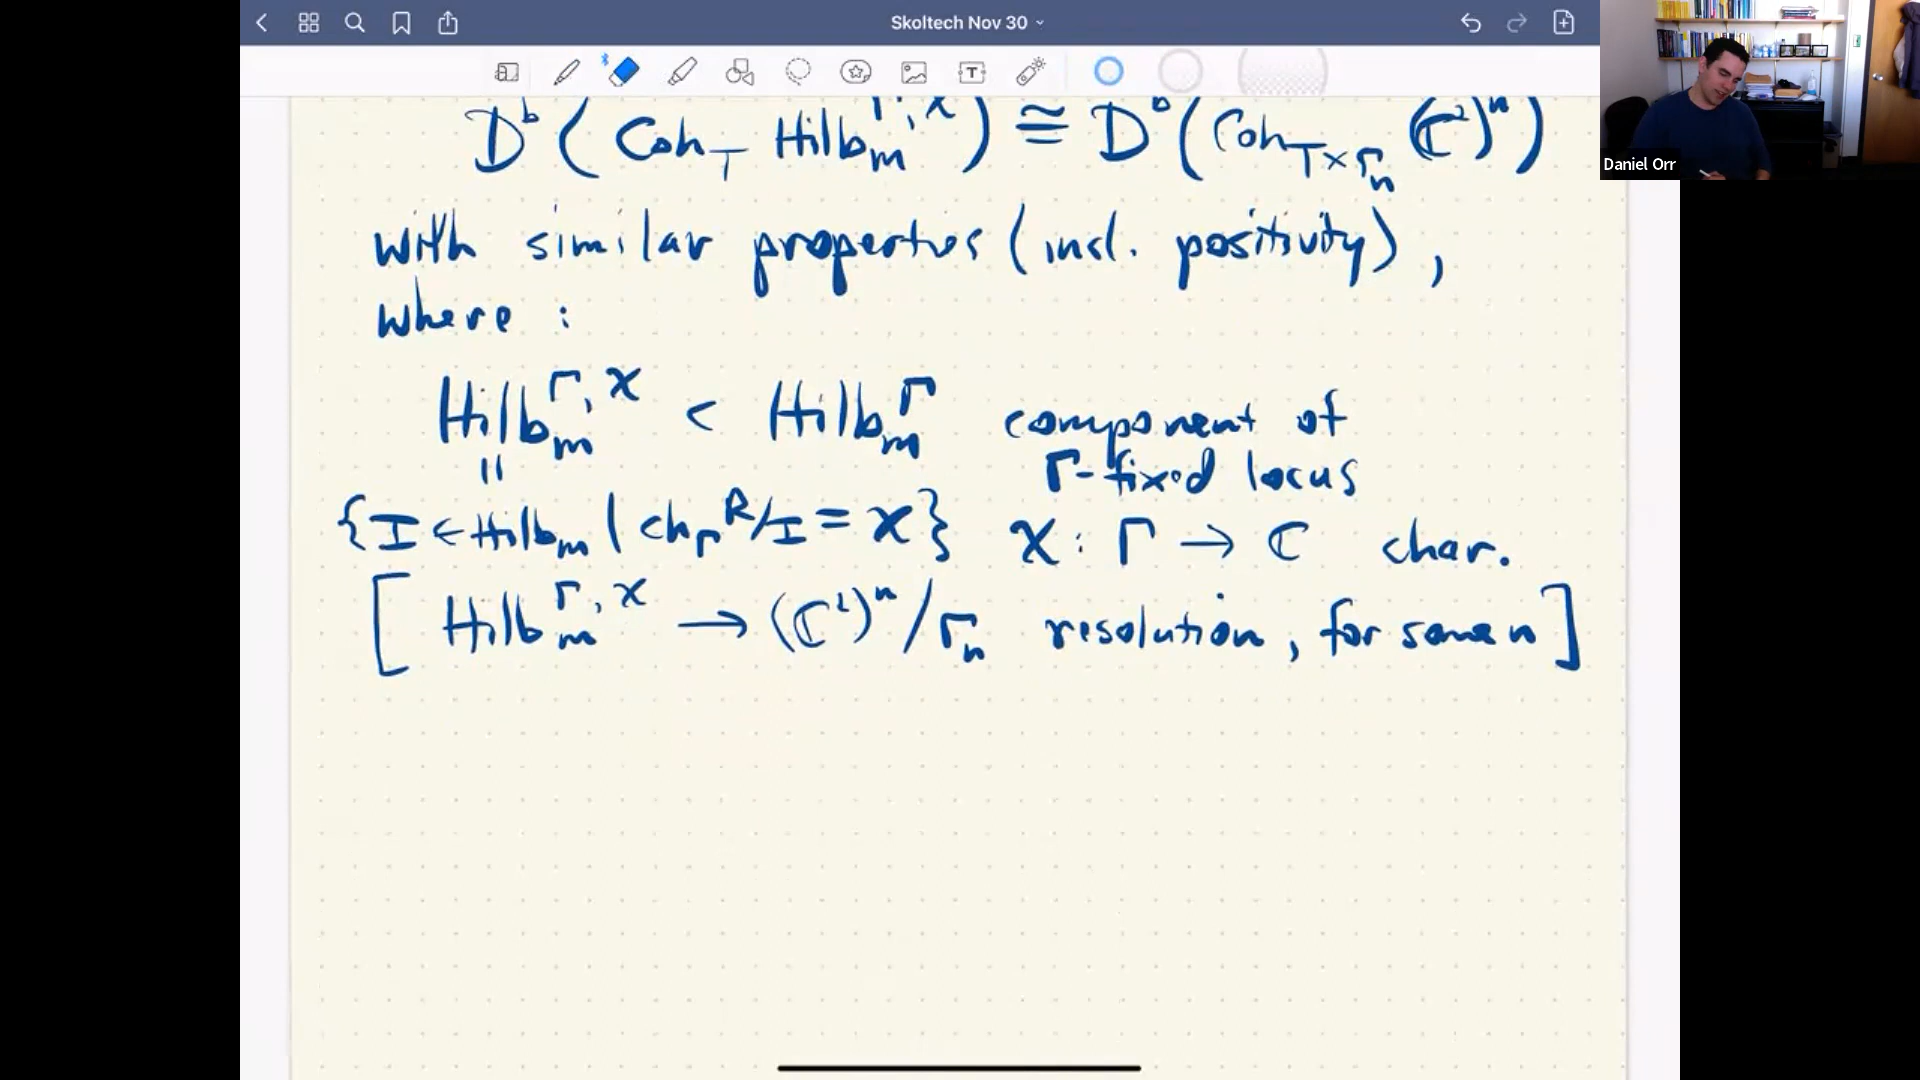 Skoltech Nov 30
Daniel Orr
D^b ( Coh_T Hilb_m^{Γ,χ} ) ≅ D^b ( Coh_{T×Γ_n} (ℂ²)^n )
with similar properties (incl. positivity),
where :
Hilb_m^{Γ,χ} < Hilb_m^Γ component of
Γ-fixed locus
||
{ I ∈ Hilb_m | ch_Γ R/I = χ } χ : Γ → ℂ char.
[ Hilb_m^{Γ,χ} → (ℂ²)^n / Γ_n resolution, for some n ]